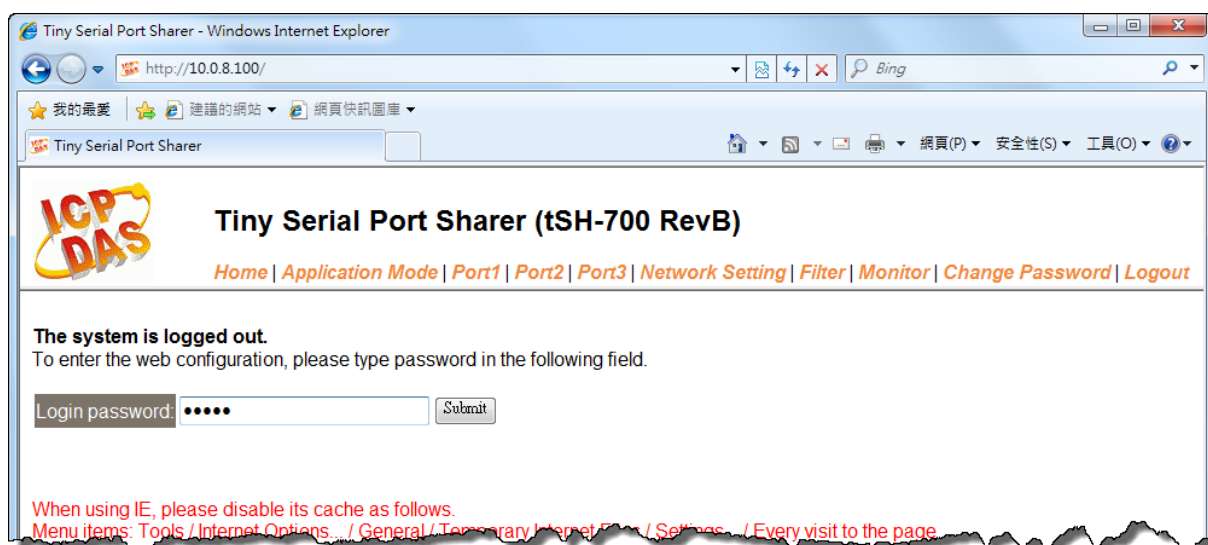 Tiny Serial Port Sharer - Windows Internet Explorer
http://10.0.8.100/
Bing
我的最愛 建議的網站 網頁快訊圖庫
Tiny Serial Port Sharer
網頁(P) 安全性(S) 工具(O)
ICP
DAS
Tiny Serial Port Sharer (tSH-700 RevB)
Home | Application Mode | Port1 | Port2 | Port3 | Network Setting | Filter | Monitor | Change Password | Logout
The system is logged out.
To enter the web configuration, please type password in the following field.
Login password: ••••• Submit
When using IE, please disable its cache as follows.
Menu items: Tools / Internet Options... / General / Temporary Internet Files / Settings... / Every visit to the page